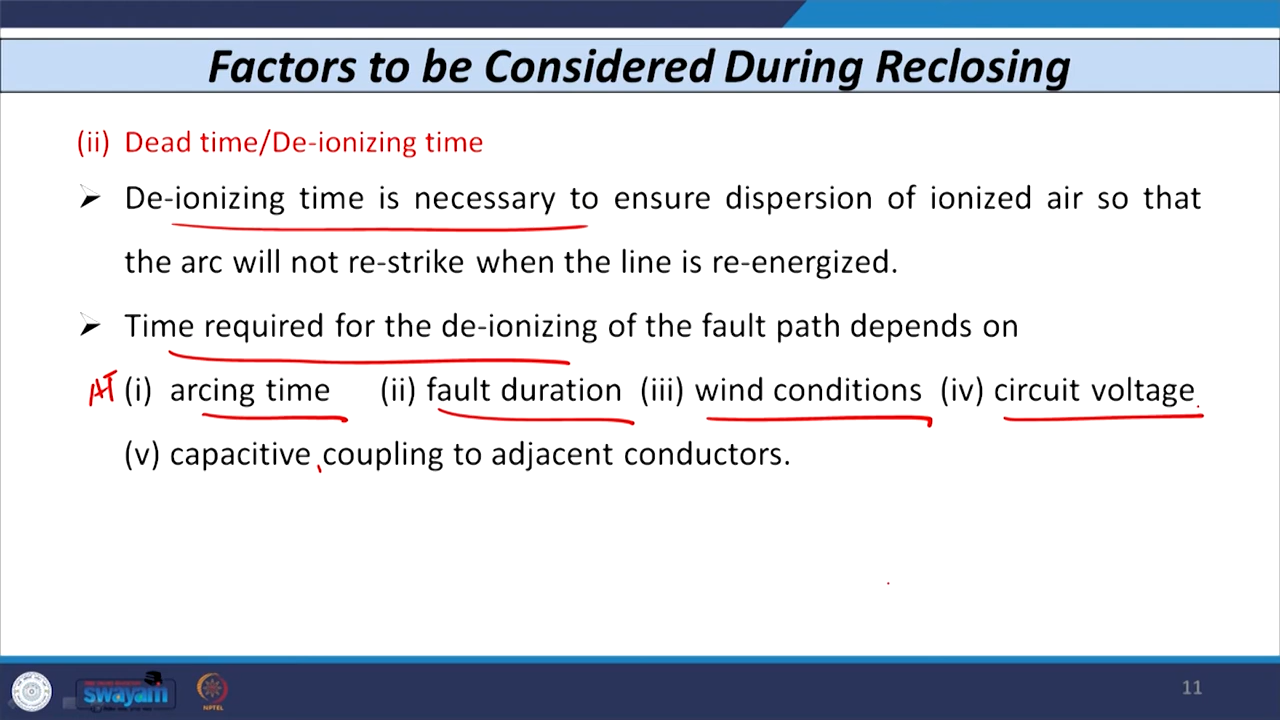 Factors to be Considered During Reclosing
(ii) Dead time/De-ionizing time
➢ De-ionizing time is necessary to ensure dispersion of ionized air so that
the arc will not re-strike when the line is re-energized.
➢ Time required for the de-ionizing of the fault path depends on
AT (i) arcing time (ii) fault duration (iii) wind conditions (iv) circuit voltage
(v) capacitive coupling to adjacent conductors.
swayam NPTEL 11